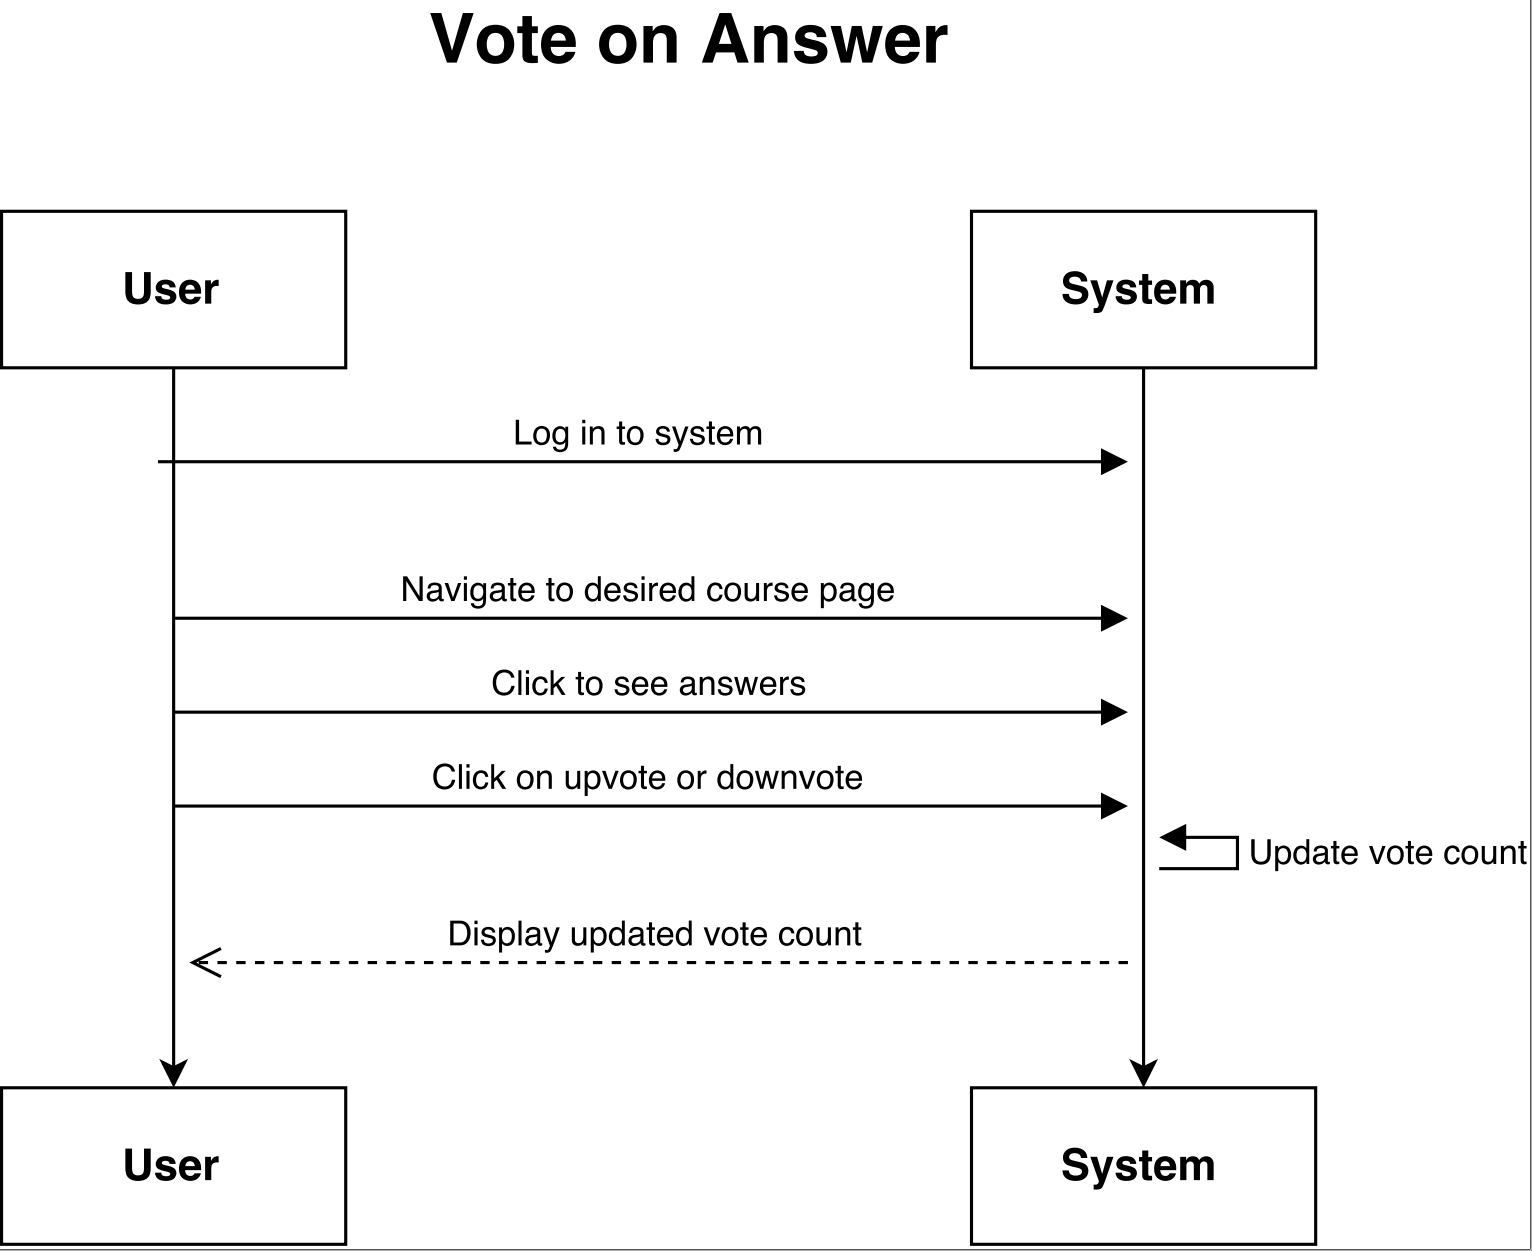 Vote on Answer
User
System
Log in to system
Navigate to desired course page
Click to see answers
Click on upvote or downvote
Update vote count
Display updated vote count
User
System